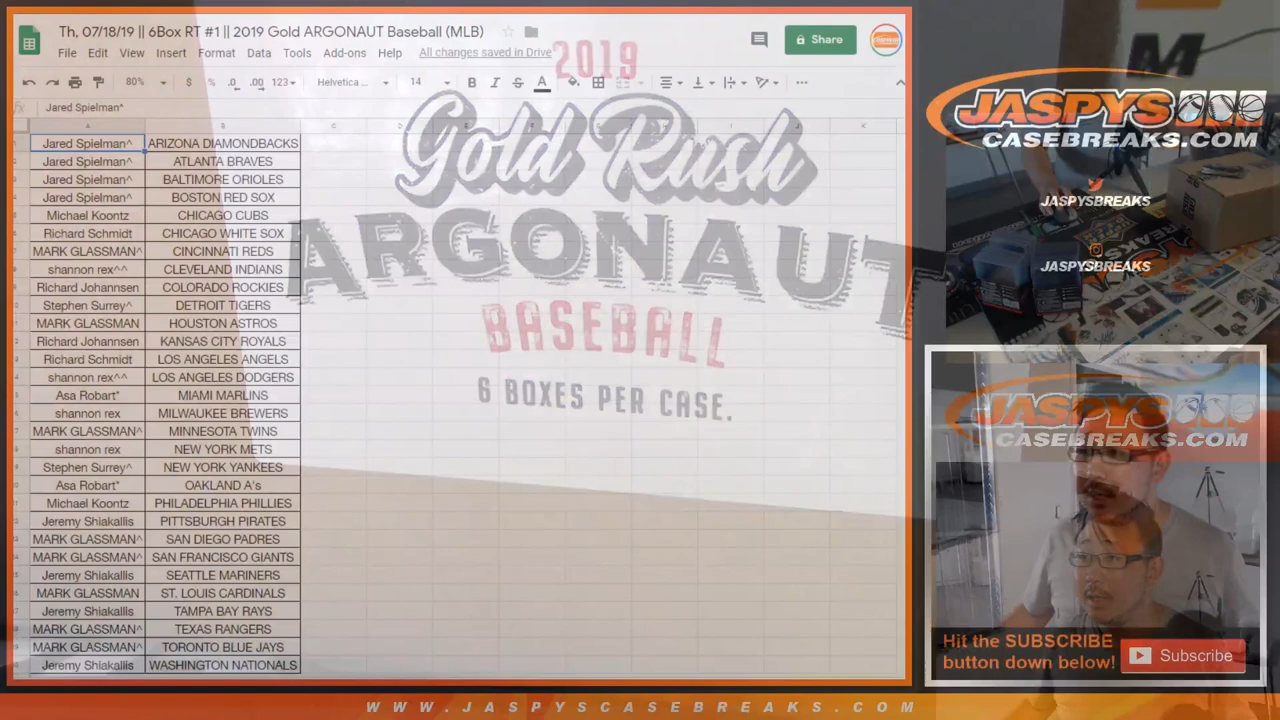 Th, 07/18/19 || 6Box RT #1 || 2019 Gold ARGONAUT Baseball (MLB)
File Edit View Insert Format Data Tools Add-ons Help All changes saved in Drive
Share
80% $ % .0 .00 123 Helvetica ... 14 B I S A
fx Jared Spielman^
Jared Spielman^ ARIZONA DIAMONDBACKS
Jared Spielman^ ATLANTA BRAVES
Jared Spielman^ BALTIMORE ORIOLES
Jared Spielman^ BOSTON RED SOX
Michael Koontz CHICAGO CUBS
Richard Schmidt CHICAGO WHITE SOX
MARK GLASSMAN^ CINCINNATI REDS
shannon rex^^ CLEVELAND INDIANS
Richard Johannsen COLORADO ROCKIES
Stephen Surrey^ DETROIT TIGERS
MARK GLASSMAN HOUSTON ASTROS
Richard Johannsen KANSAS CITY ROYALS
Richard Schmidt LOS ANGELES ANGELS
shannon rex^^ LOS ANGELES DODGERS
Asa Robart* MIAMI MARLINS
shannon rex MILWAUKEE BREWERS
MARK GLASSMAN^ MINNESOTA TWINS
shannon rex NEW YORK METS
Stephen Surrey^ NEW YORK YANKEES
Asa Robart* OAKLAND A's
Michael Koontz PHILADELPHIA PHILLIES
Jeremy Shiakallis PITTSBURGH PIRATES
MARK GLASSMAN^ SAN DIEGO PADRES
MARK GLASSMAN^ SAN FRANCISCO GIANTS
Jeremy Shiakallis SEATTLE MARINERS
MARK GLASSMAN ST. LOUIS CARDINALS
Jeremy Shiakallis TAMPA BAY RAYS
MARK GLASSMAN^ TEXAS RANGERS
MARK GLASSMAN^ TORONTO BLUE JAYS
Jeremy Shiakallis WASHINGTON NATIONALS
2019
Gold Rush
ARGONAUT
BASEBALL
6 BOXES PER CASE.
JASPYS
CASEBREAKS.COM
JASPYSBREAKS
JASPYSBREAKS
JASPYS
CASEBREAKS.COM
Hit the SUBSCRIBE
button down below!
Subscribe
WWW.JASPYSCASEBREAKS.COM